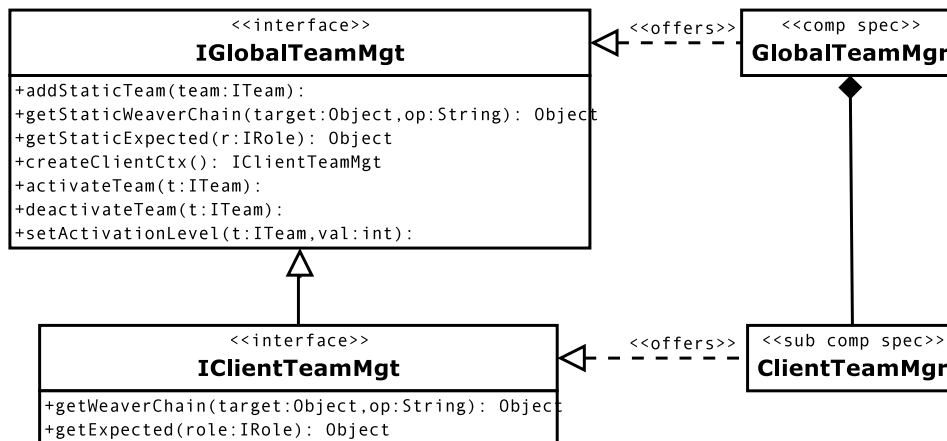 <<interface>>
IGlobalTeamMgt
+addStaticTeam(team:ITeam):
+getStaticWeaverChain(target:Object,op:String): Object
+getStaticExpected(r:IRole): Object
+createClientCtx(): IClientTeamMgt
+activateTeam(t:ITeam):
+deactivateTeam(t:ITeam):
+setActivationLevel(t:ITeam,val:int):
<<offers>>
<<comp spec>>
GlobalTeamMgr
<<interface>>
IClientTeamMgt
+getWeaverChain(target:Object,op:String): Object
+getExpected(role:IRole): Object
<<offers>>
<<sub comp spec>>
ClientTeamMgr